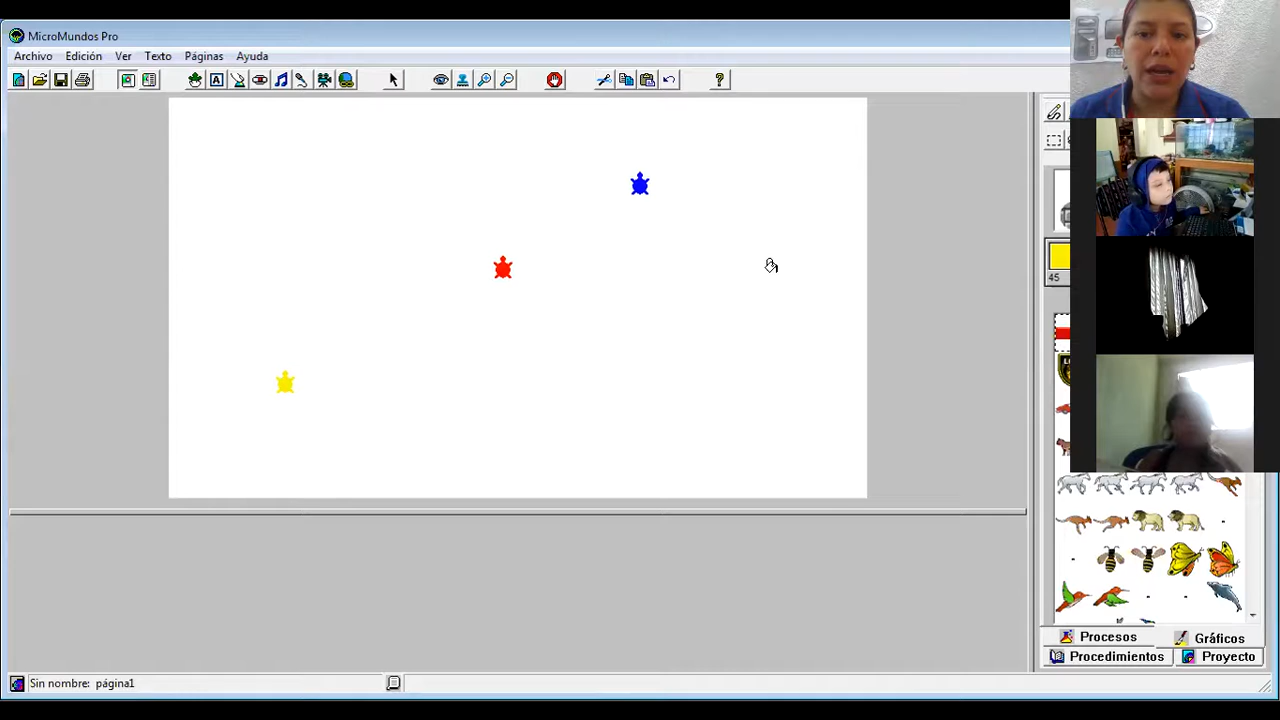 MicroMundos Pro
Archivo Edición Ver Texto Páginas Ayuda
A
?
45
Procesos Gráficos
Procedimientos Proyecto
Sin nombre: página1